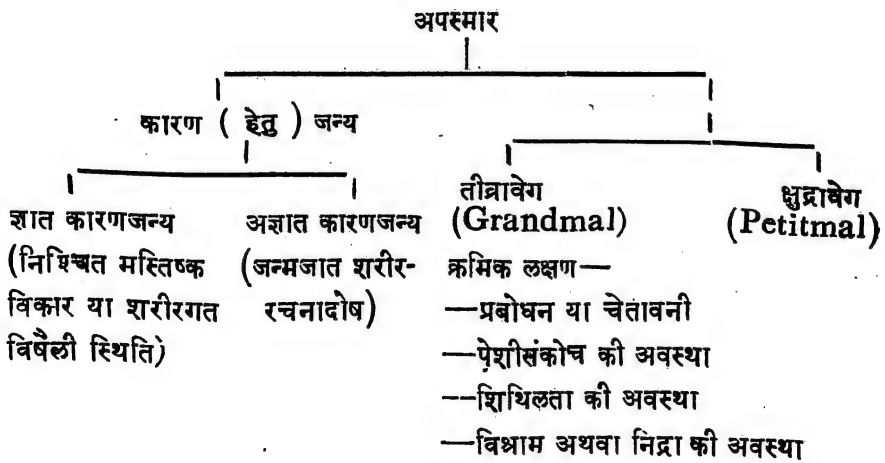 अपस्मार
कारण ( हेतु ) जन्य
ज्ञात कारणजन्य
(निश्चित मस्तिष्क
विकार या शरीरगत
विषैली स्थिति)
अज्ञात कारणजन्य
(जन्मजात शरीर-
रचनादोष)
तीव्रावेग
(Grandmal)
क्रमिक लक्षण—
—प्रबोधन या चेतावनी
—पेशीसंकोच की अवस्था
—शिथिलता की अवस्था
—विश्राम अथवा निद्रा की अवस्था
क्षुद्रावेग
(Petitmal)